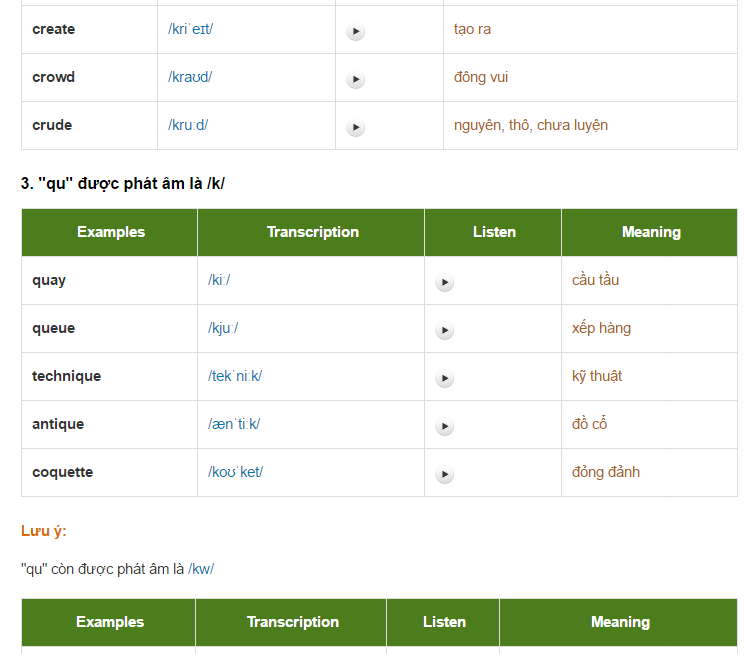 create /kriˈeɪt/ tạo ra
crowd /kraʊd/ đông vui
crude /kruːd/ nguyên, thô, chưa luyện
3. "qu" được phát âm là /k/
Examples Transcription Listen Meaning
quay /kiː/ cầu tầu
queue /kjuː/ xếp hàng
technique /tekˈniːk/ kỹ thuật
antique /ænˈtiːk/ đồ cổ
coquette /koʊˈket/ đỏng đảnh
Lưu ý:
"qu" còn được phát âm là /kw/
Examples Transcription Listen Meaning